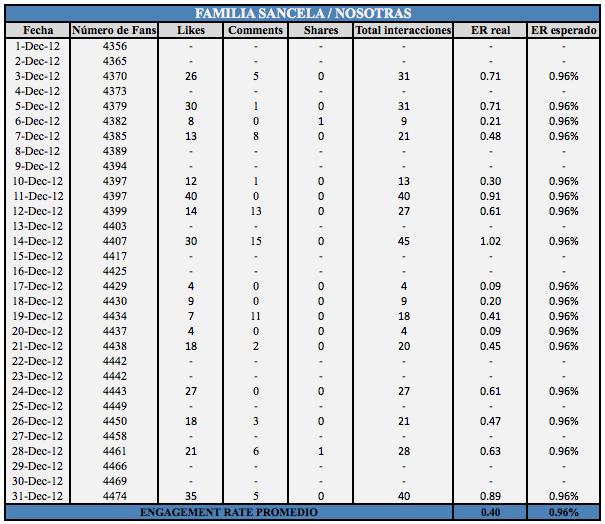 FAMILIA SANCELA / NOSOTRAS
Fecha Número de Fans Likes Comments Shares Total interacciones ER real ER esperado
1-Dec-12 4356 - - - - - -
2-Dec-12 4365 - - - - - -
3-Dec-12 4370 26 5 0 31 0.71 0.96%
4-Dec-12 4373 - - - - - -
5-Dec-12 4379 30 1 0 31 0.71 0.96%
6-Dec-12 4382 8 0 1 9 0.21 0.96%
7-Dec-12 4385 13 8 0 21 0.48 0.96%
8-Dec-12 4389 - - - - - -
9-Dec-12 4394 - - - - - -
10-Dec-12 4397 12 1 0 13 0.30 0.96%
11-Dec-12 4397 40 0 0 40 0.91 0.96%
12-Dec-12 4399 14 13 0 27 0.61 0.96%
13-Dec-12 4403 - - - - - -
14-Dec-12 4407 30 15 0 45 1.02 0.96%
15-Dec-12 4417 - - - - - -
16-Dec-12 4425 - - - - - -
17-Dec-12 4429 4 0 0 4 0.09 0.96%
18-Dec-12 4430 9 0 0 9 0.20 0.96%
19-Dec-12 4434 7 11 0 18 0.41 0.96%
20-Dec-12 4437 4 0 0 4 0.09 0.96%
21-Dec-12 4438 18 2 0 20 0.45 0.96%
22-Dec-12 4442 - - - - - -
23-Dec-12 4442 - - - - - -
24-Dec-12 4443 27 0 0 27 0.61 0.96%
25-Dec-12 4449 - - - - - -
26-Dec-12 4450 18 3 0 21 0.47 0.96%
27-Dec-12 4458 - - - - - -
28-Dec-12 4461 21 6 1 28 0.63 0.96%
29-Dec-12 4466 - - - - - -
30-Dec-12 4469 - - - - - -
31-Dec-12 4474 35 5 0 40 0.89 0.96%
ENGAGEMENT RATE PROMEDIO 0.40 0.96%